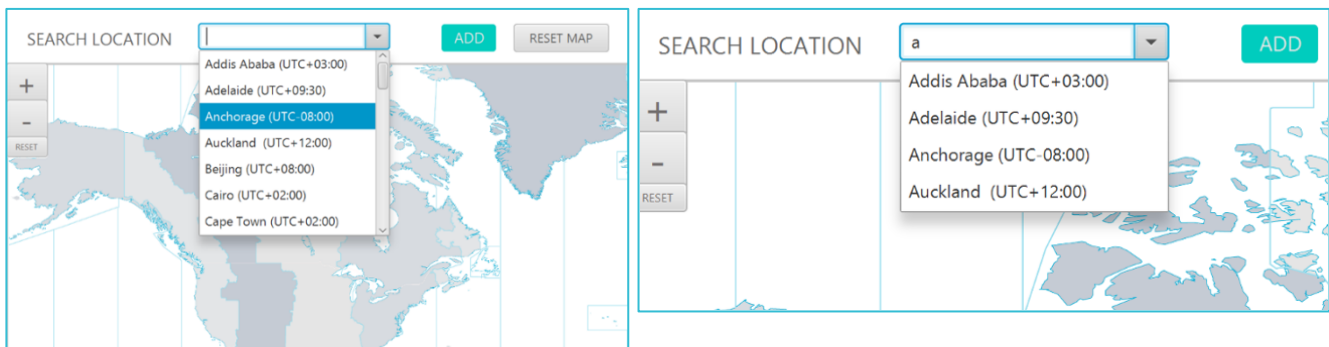 SEARCH LOCATION
ADD
RESET MAP
Addis Ababa (UTC+03:00)
Adelaide (UTC+09:30)
Anchorage (UTC-08:00)
Auckland  (UTC+12:00)
Beijing (UTC+08:00)
Cairo (UTC+02:00)
Cape Town (UTC+02:00)
+
-
RESET
SEARCH LOCATION
a
ADD
Addis Ababa (UTC+03:00)
Adelaide (UTC+09:30)
Anchorage (UTC-08:00)
Auckland  (UTC+12:00)
+
-
RESET